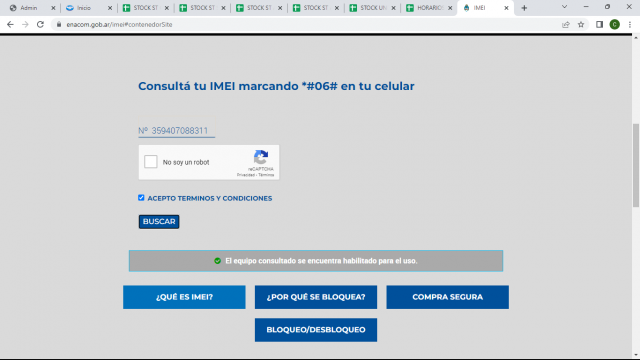 Admin
Inicio
STOCK ST
STOCK ST
STOCK ST
STOCK ST
STOCK UN
HORARIOS
IMEI
enacom.gob.ar/imei#contenedorSite
C
Consultá tu IMEI marcando *#06# en tu celular
Nº 359407088311
No soy un robot
reCAPTCHA
Privacidad - Términos
ACEPTO TERMINOS Y CONDICIONES
BUSCAR
El equipo consultado se encuentra habilitado para el uso.
¿QUÉ ES IMEI?
¿POR QUÉ SE BLOQUEA?
COMPRA SEGURA
BLOQUEO/DESBLOQUEO